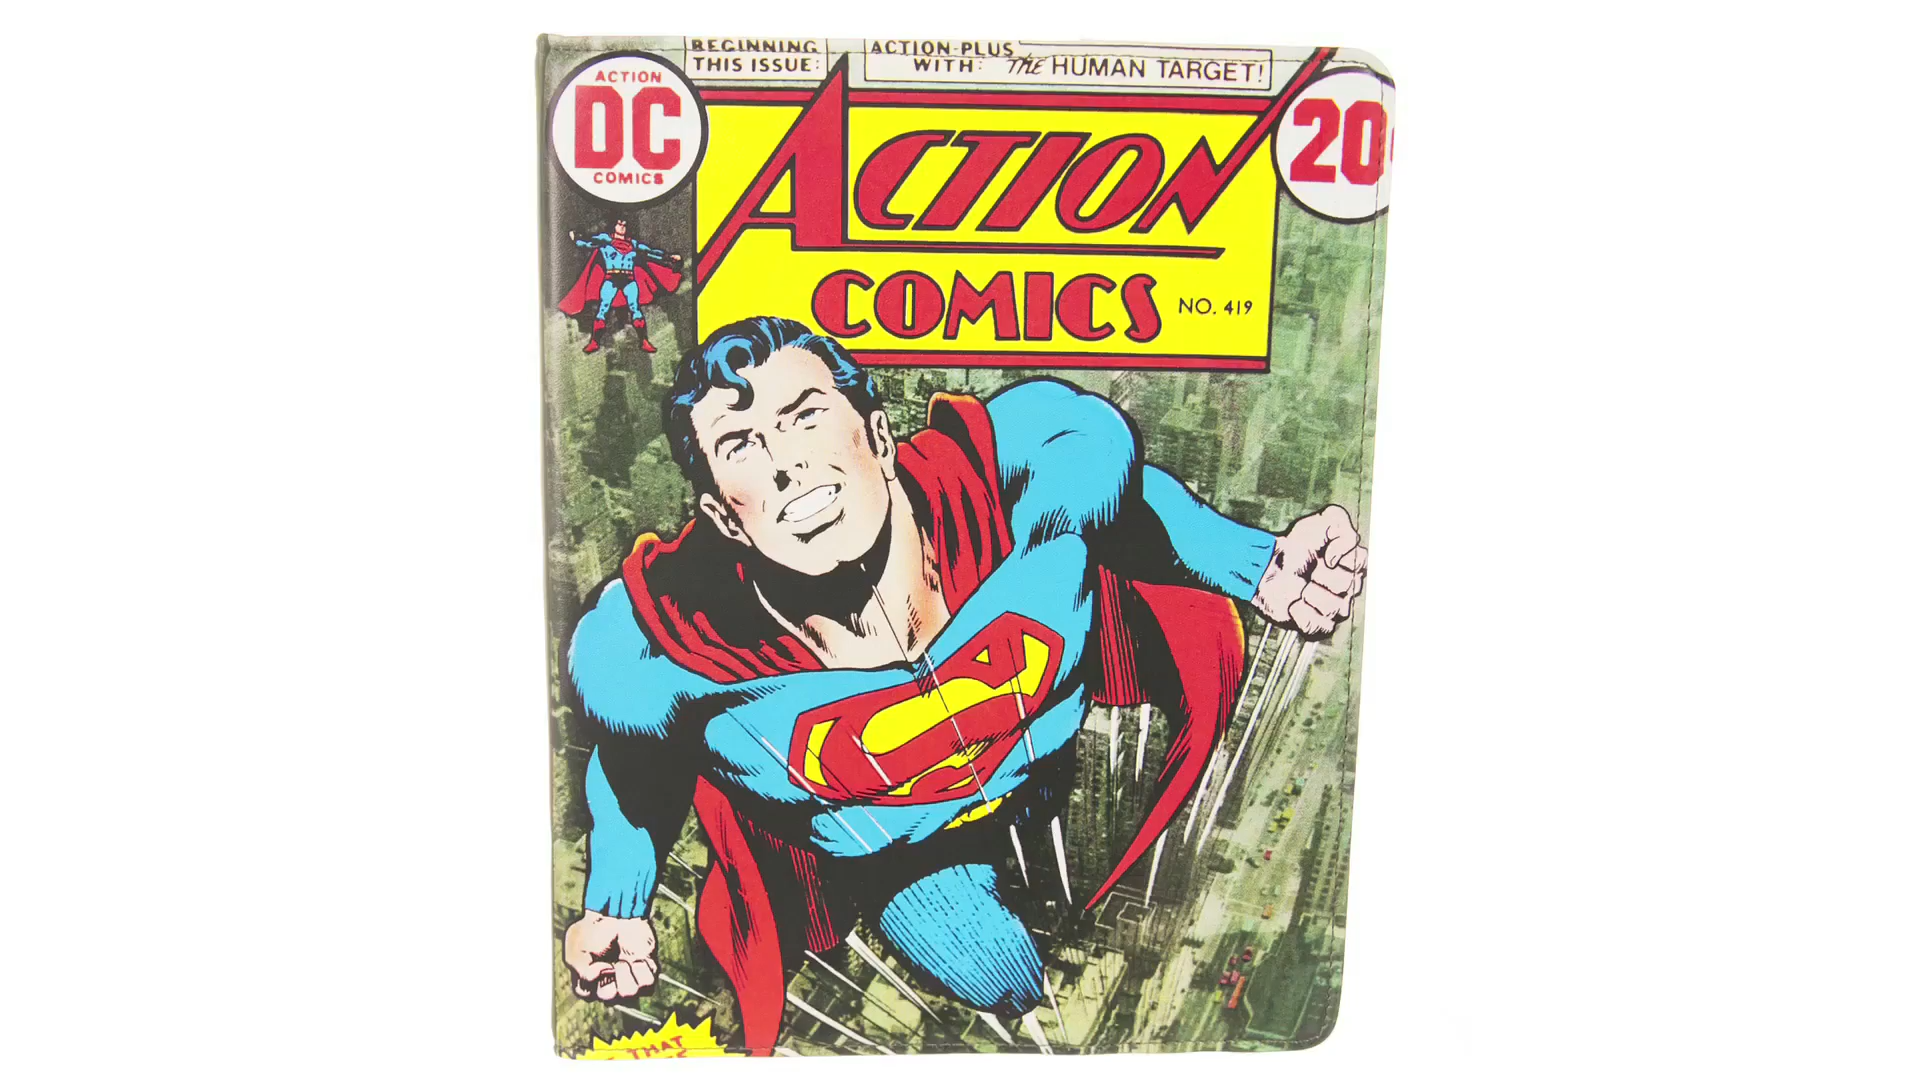 BEGINNING
THIS ISSUE:
ACTION-PLUS
WITH: THE HUMAN TARGET!
ACTION
DC
COMICS
20
ACTION
COMICS
NO. 419
THAT